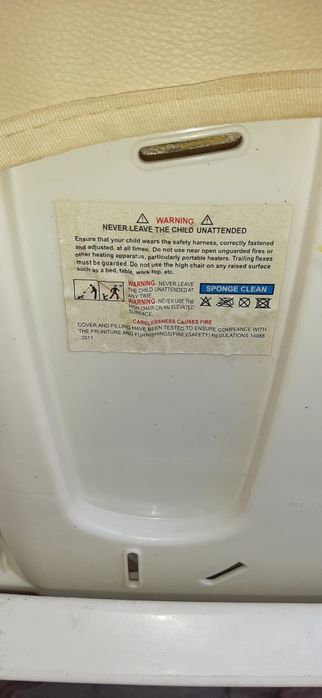 WARNING
NEVER LEAVE THE CHILD UNATTENDED
Ensure that your child wears the safety harness, correctly fastened
and adjusted, at all times. Do not use near open unguarded fires or
other heating apparatus, particularly portable heaters. Trailing flexes
must be guarded. Do not use the high chair on any raised surface
such as a bed, table, work top, etc.
WARNING- NEVER LEAVE
THE CHILD UNATTENDED AT
ANY TIME.
WARNING- NEVER USE THE
HIGH CHAIR ON AN ELEVATED
SURFACE.
SPONGE CLEAN
CARELESSNESS CAUSES FIRE
COVER AND FILLING HAVE BEEN TESTED TO ENSURE COMPLANCE WITH
THE FRUNITURE AND FURNISHINGS(FIRE)(SAFETY) REGULATIONS 14988
:2017